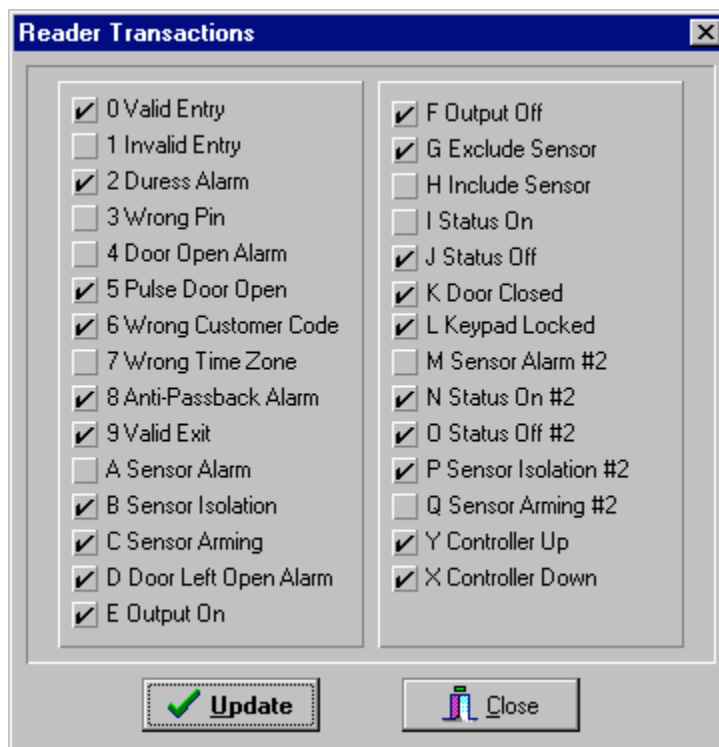 Reader Transactions
0 Valid Entry
1 Invalid Entry
2 Duress Alarm
3 Wrong Pin
4 Door Open Alarm
5 Pulse Door Open
6 Wrong Customer Code
7 Wrong Time Zone
8 Anti-Passback Alarm
9 Valid Exit
A Sensor Alarm
B Sensor Isolation
C Sensor Arming
D Door Left Open Alarm
E Output On
F Output Off
G Exclude Sensor
H Include Sensor
I Status On
J Status Off
K Door Closed
L Keypad Locked
M Sensor Alarm #2
N Status On #2
O Status Off #2
P Sensor Isolation #2
Q Sensor Arming #2
Y Controller Up
X Controller Down
Update
Close